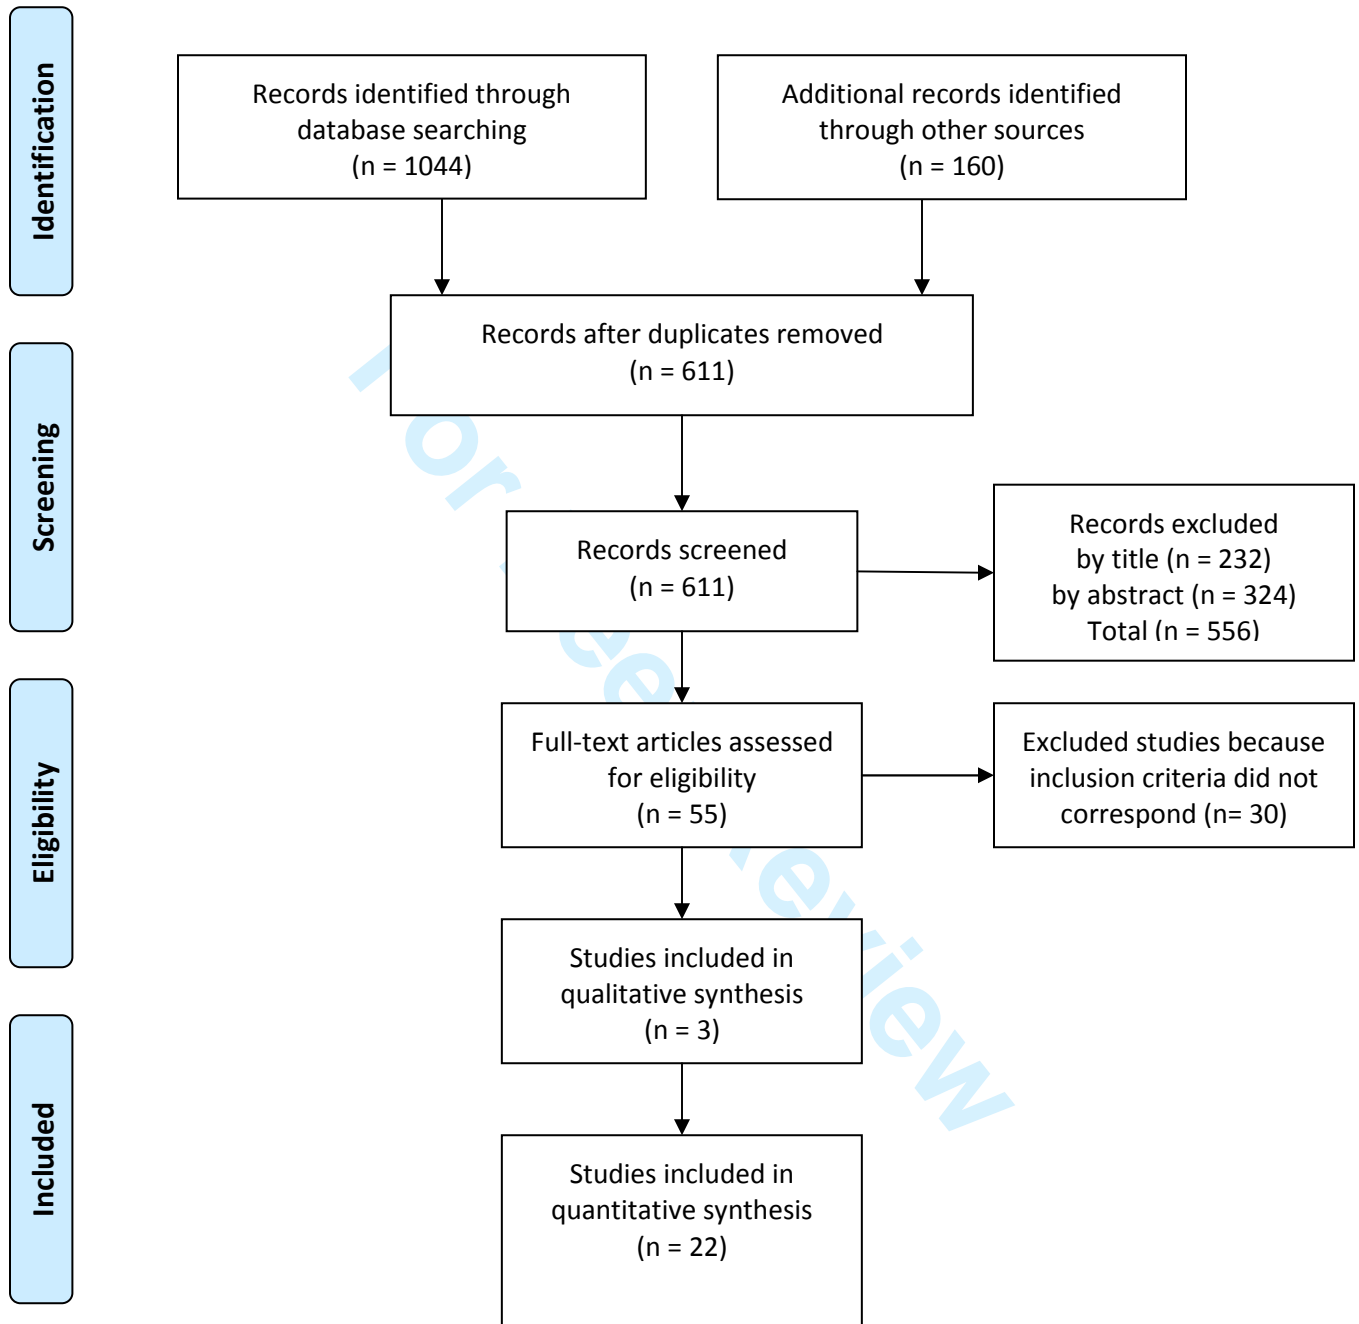 Identification
Records identified through
database searching
(n = 1044)
Additional records identified
through other sources
(n = 160)
Records after duplicates removed
(n = 611)
Screening
Records screened
(n = 611)
Records excluded
by title (n = 232)
by abstract (n = 324)
Total (n = 556)
Eligibility
Full-text articles assessed
for eligibility
(n = 55)
Excluded studies because
inclusion criteria did not
correspond (n= 30)
Studies included in
qualitative synthesis
(n = 3)
Included
Studies included in
quantitative synthesis
(n = 22)